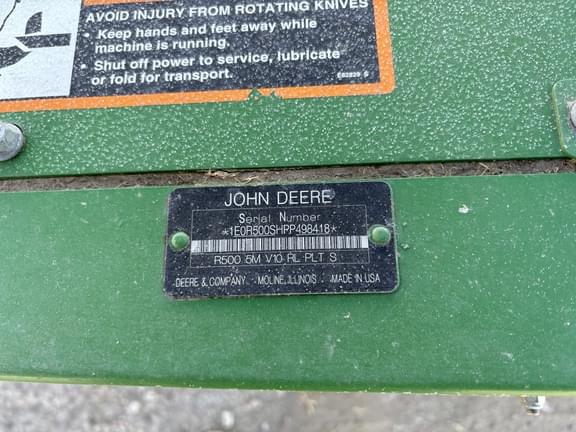 AVOID INJURY FROM ROTATING KNIVES
• Keep hands and feet away while
machine is running.
• Shut off power to service, lubricate
or fold for transport.
E82829 S
JOHN DEERE
Serial Number
*1E0R500SHPP498418*
R500 5M V10 RL PLT S
DEERE & COMPANY MOLINE, ILLINOIS MADE IN USA